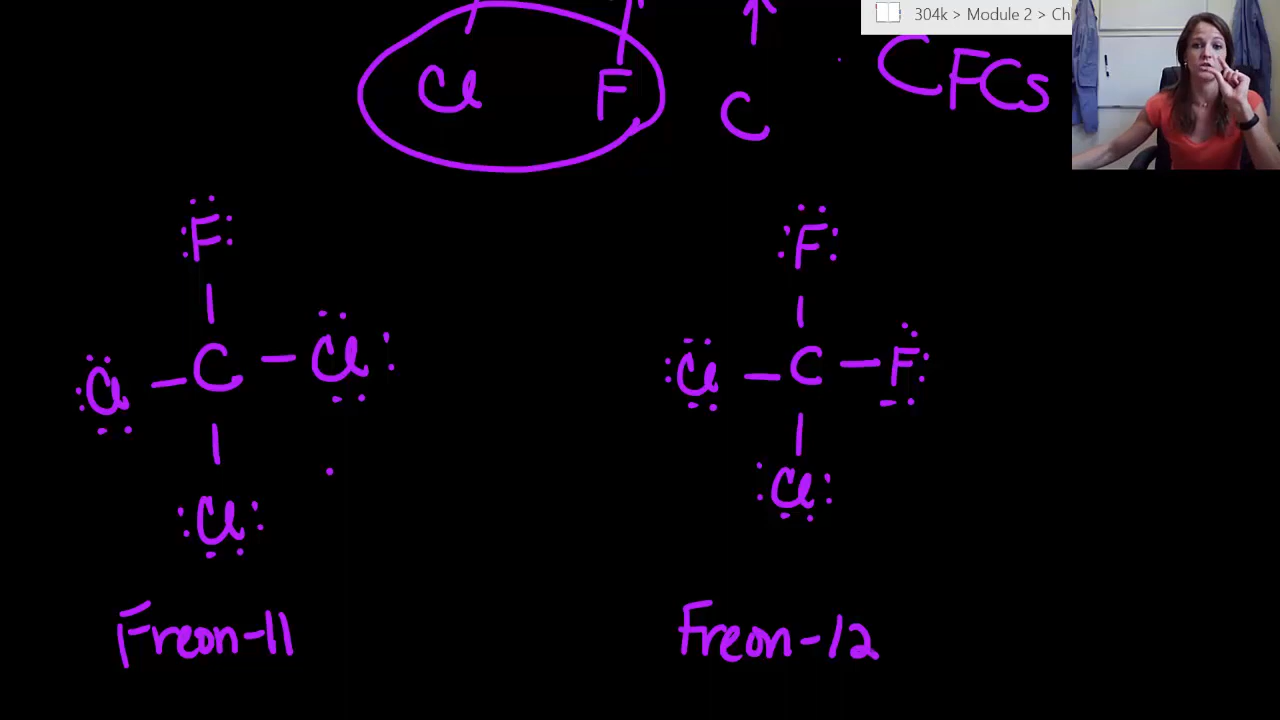 304k > Module 2 > Ch
Cl F C CFCs
F F
Cl C Cl Cl C F
Cl Cl
Freon-11 Freon-12